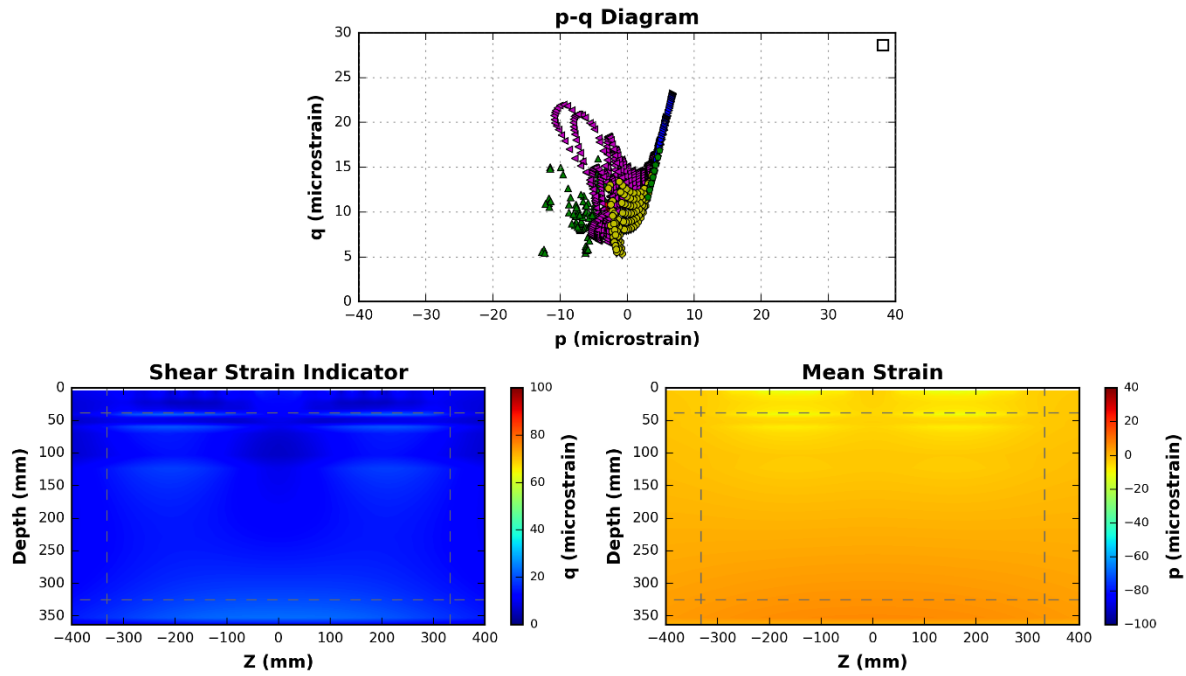 p-q Diagram
30
25
20
15
10
5
0
q (microstrain)
−40 −30 −20 −10 0 10 20 30 40
p (microstrain)
Shear Strain Indicator
0
50
100
150
200
250
300
350
Depth (mm)
−400 −300 −200 −100 0 100 200 300 400
Z (mm)
100
80
60
40
20
0
q (microstrain)
Mean Strain
0
50
100
150
200
250
300
350
Depth (mm)
−400 −300 −200 −100 0 100 200 300 400
Z (mm)
40
20
0
−20
−40
−60
−80
−100
p (microstrain)